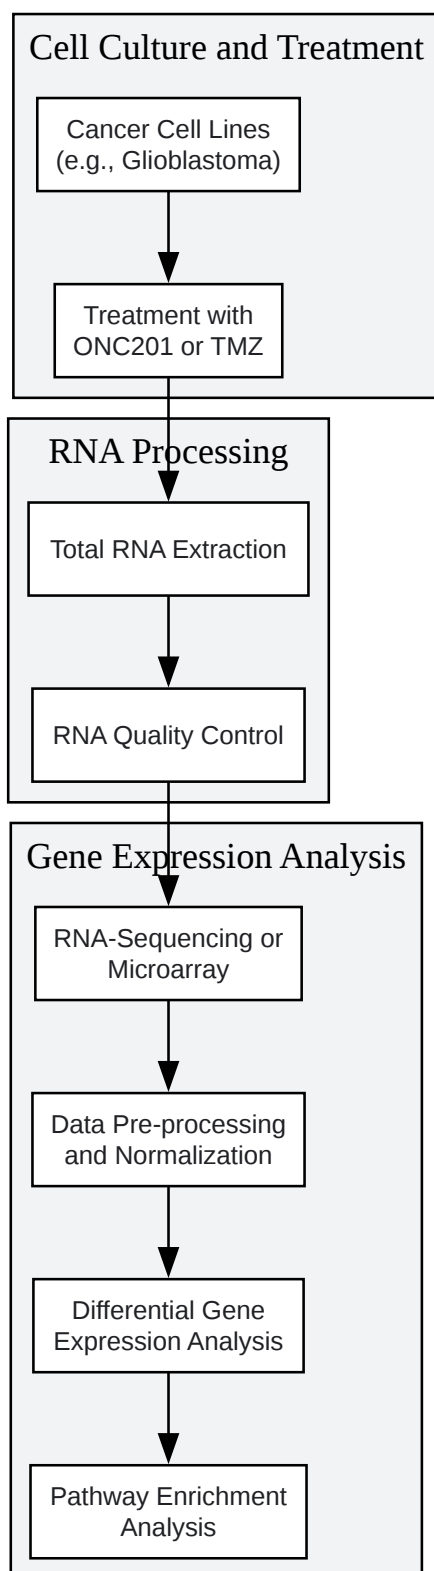 Cell Culture and Treatment
Cancer Cell Lines
(e.g., Glioblastoma)
Treatment with
ONC201 or TMZ
RNA Processing
Total RNA Extraction
RNA Quality Control
Gene Expression Analysis
RNA-Sequencing or
Microarray
Data Pre-processing
and Normalization
Differential Gene
Expression Analysis
Pathway Enrichment
Analysis